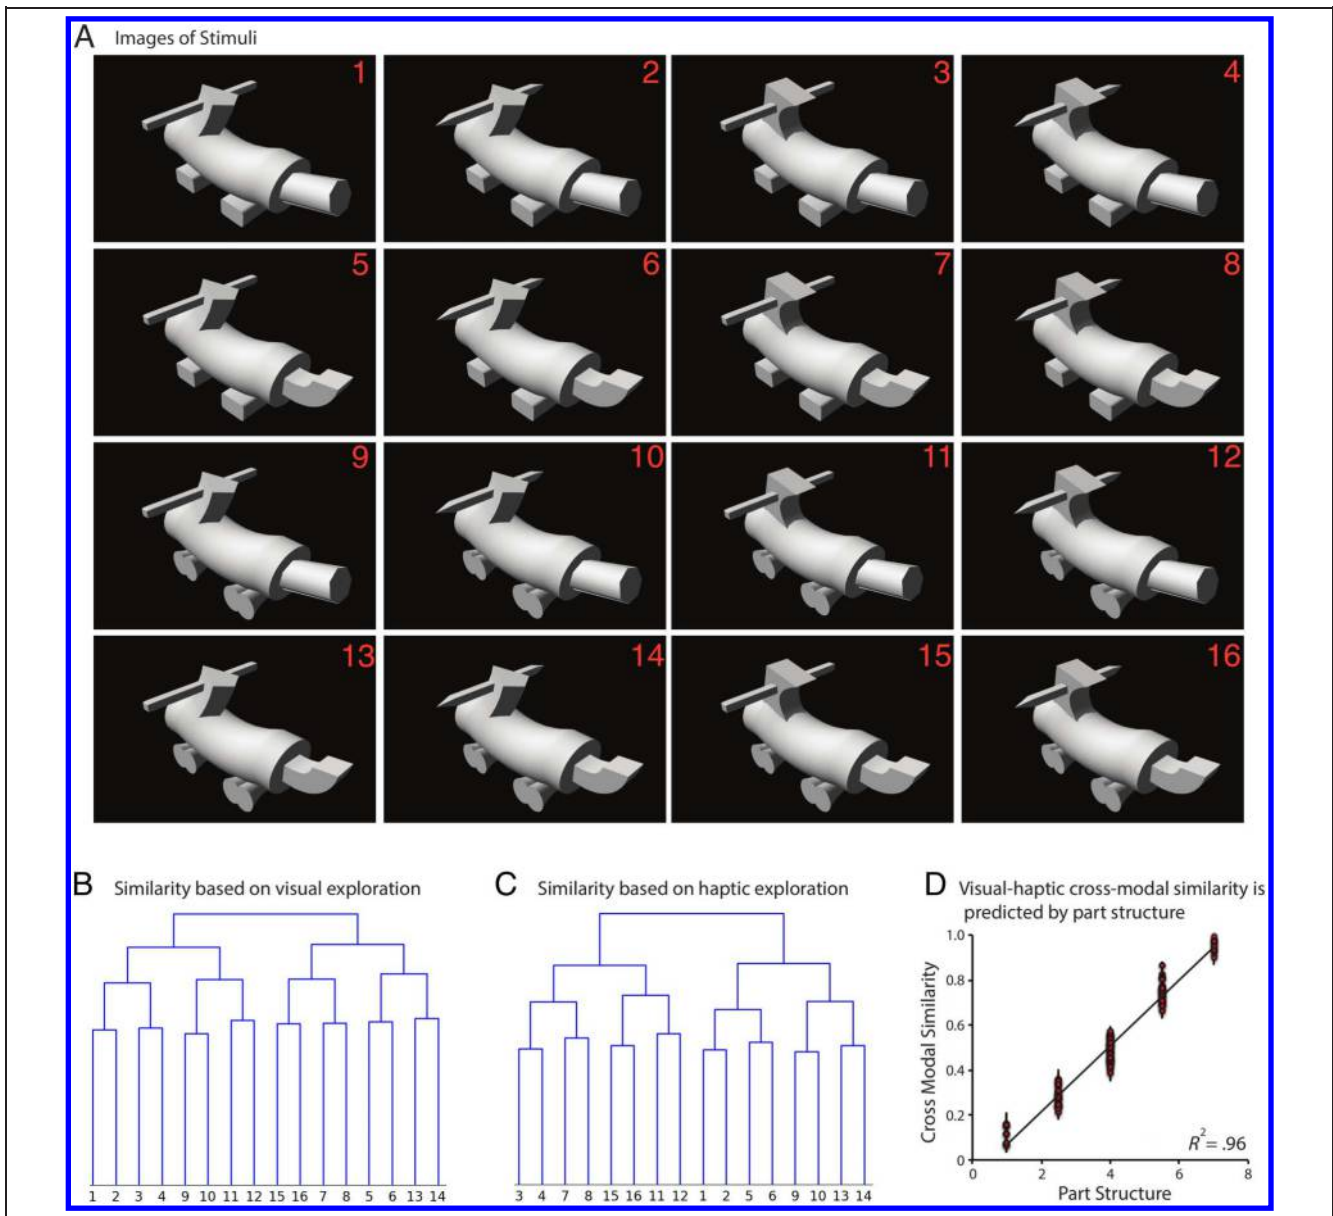 A Images of Stimuli
1 2 3 4
5 6 7 8
9 10 11 12
13 14 15 16
B Similarity based on visual exploration
1 2 3 4 9 10 11 12 15 16 7 8 5 6 13 14
C Similarity based on haptic exploration
3 4 7 8 15 16 11 12 1 2 5 6 9 10 13 14
D Visual-haptic cross-modal similarity is
predicted by part structure
Cross Modal Similarity
1.0
0.8
0.6
0.4
0.2
0
R² = .96
0 2 4 6 8
Part Structure